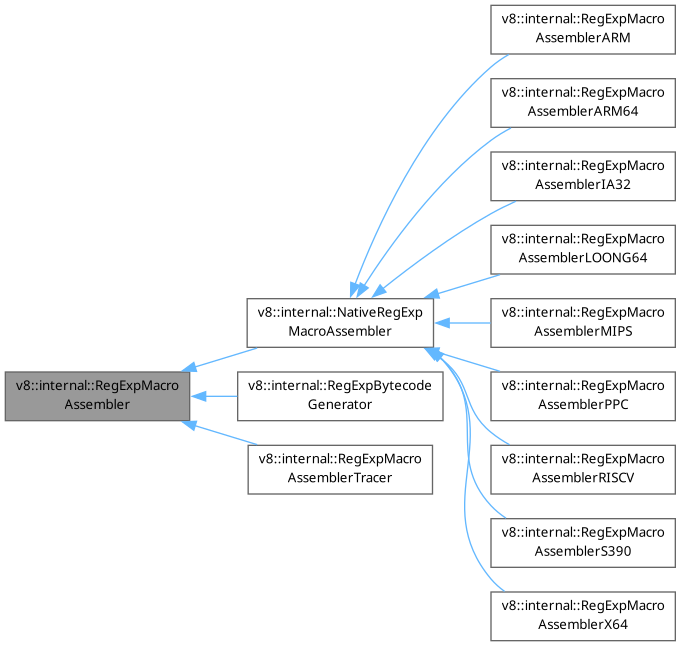 v8::internal::RegExpMacro
AssemblerARM
v8::internal::RegExpMacro
AssemblerARM64
v8::internal::RegExpMacro
AssemblerIA32
v8::internal::RegExpMacro
AssemblerLOONG64
v8::internal::NativeRegExp
MacroAssembler
v8::internal::RegExpMacro
AssemblerMIPS
v8::internal::RegExpMacro
Assembler
v8::internal::RegExpBytecode
Generator
v8::internal::RegExpMacro
AssemblerPPC
v8::internal::RegExpMacro
AssemblerTracer
v8::internal::RegExpMacro
AssemblerRISCV
v8::internal::RegExpMacro
AssemblerS390
v8::internal::RegExpMacro
AssemblerX64